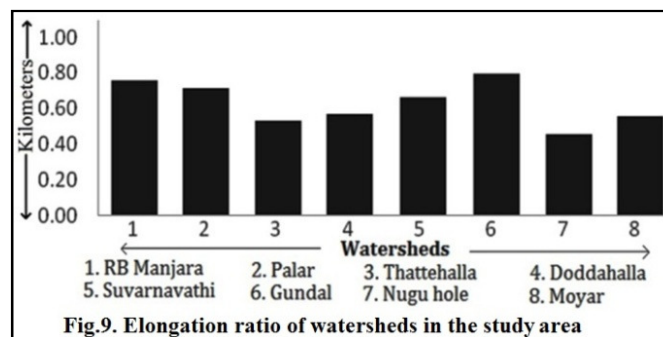 1.00
0.80
0.60
0.40
0.20
0.00
Kilometers
1 2 3 4 5 6 7 8
Watersheds
1. RB Manjara 2. Palar 3. Thattehalla 4. Doddahalla
5. Suvarnavathi 6. Gundal 7. Nugu hole 8. Moyar
Fig.9. Elongation ratio of watersheds in the study area